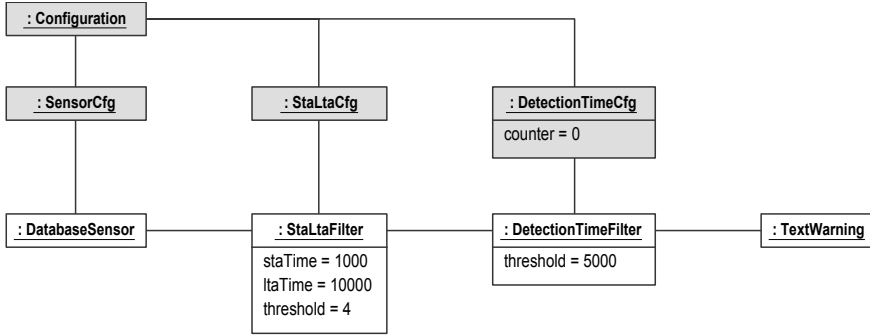 : Configuration
: SensorCfg
: StaLtaCfg
: DetectionTimeCfg
counter = 0
: DatabaseSensor
: StaLtaFilter
staTime = 1000
ltaTime = 10000
threshold = 4
: DetectionTimeFilter
threshold = 5000
: TextWarning